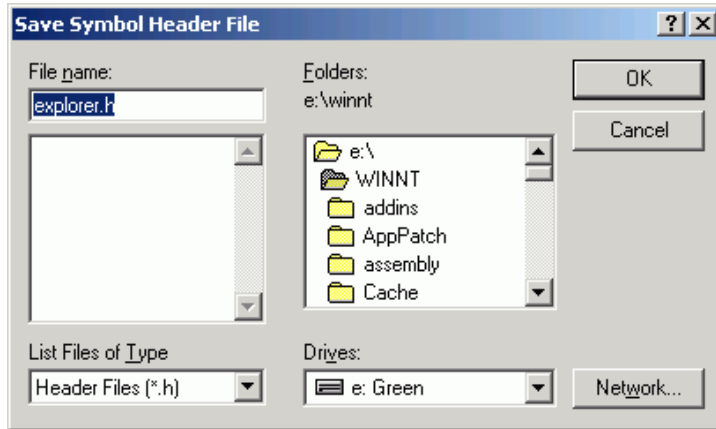 Save Symbol Header File
File name:
explorer.h
Folders:
e:\winnt
e:\
WINNT
addins
AppPatch
assembly
Cache
OK
Cancel
List Files of Type
Header Files (*.h)
Drives:
e: Green
Network...